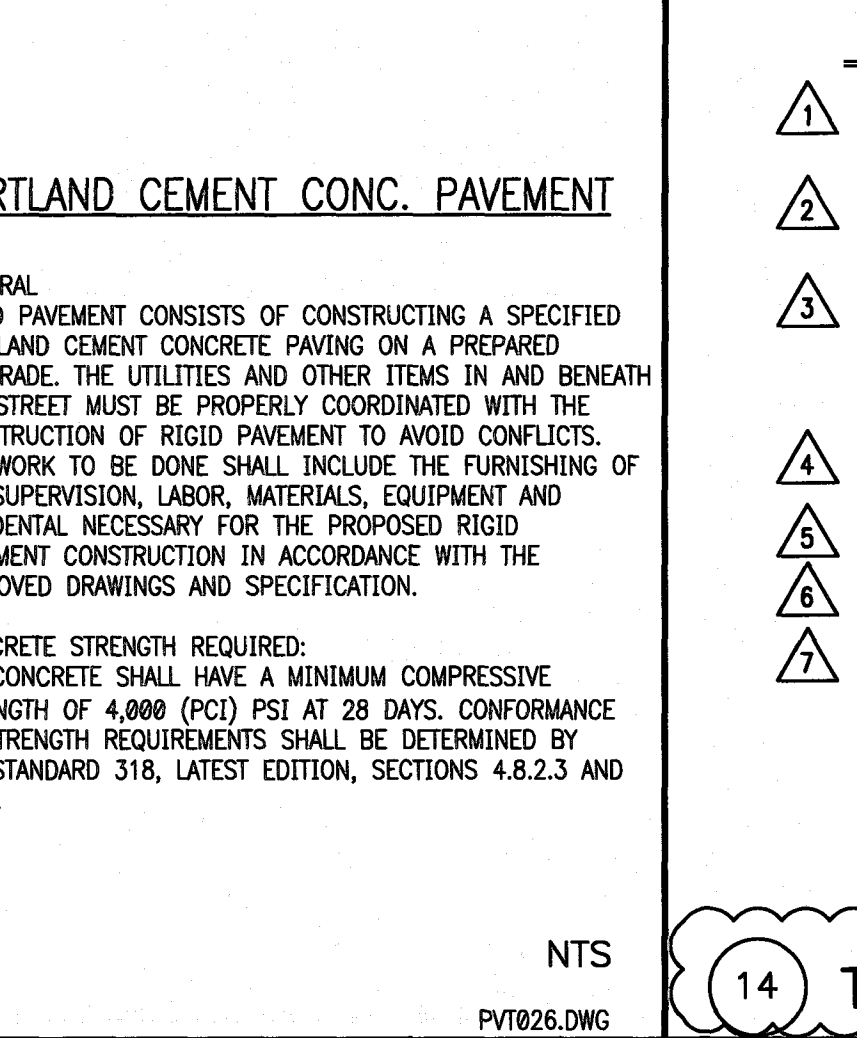 RTLAND CEMENT CONC. PAVEMENT
RAL
D PAVEMENT CONSISTS OF CONSTRUCTING A SPECIFIED
LAND CEMENT CONCRETE PAVING ON A PREPARED
RADE. THE UTILITIES AND OTHER ITEMS IN AND BENEATH
STREET MUST BE PROPERLY COORDINATED WITH THE
TRUCTION OF RIGID PAVEMENT TO AVOID CONFLICTS.
WORK TO BE DONE SHALL INCLUDE THE FURNISHING OF
SUPERVISION, LABOR, MATERIALS, EQUIPMENT AND
DENTAL NECESSARY FOR THE PROPOSED RIGID
MENT CONSTRUCTION IN ACCORDANCE WITH THE
OVED DRAWINGS AND SPECIFICATION.
CRETE STRENGTH REQUIRED:
CONCRETE SHALL HAVE A MINIMUM COMPRESSIVE
NGTH OF 4,000 (PCI) PSI AT 28 DAYS. CONFORMANCE
TRENGTH REQUIREMENTS SHALL BE DETERMINED BY
STANDARD 318, LATEST EDITION, SECTIONS 4.8.2.3 AND
NTS
PVT026.DWG
1
2
3
4
5
6
7
14 T